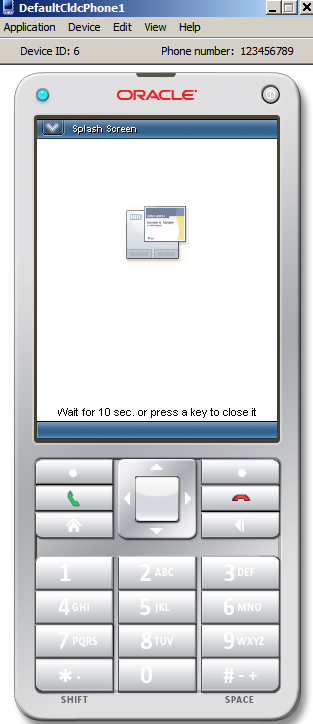 DefaultCldcPhone1
Application Device Edit View Help
Device ID: 6 Phone number: 123456789
ORACLE
Splash Screen
Wait for 10 sec. or press a key to close it
1 2 ABC 3 DEF
4 GHI 5 JKL 6 MNO
7 PQRS 8 TUV 9 WXYZ
* · 0 # - +
SHIFT SPACE